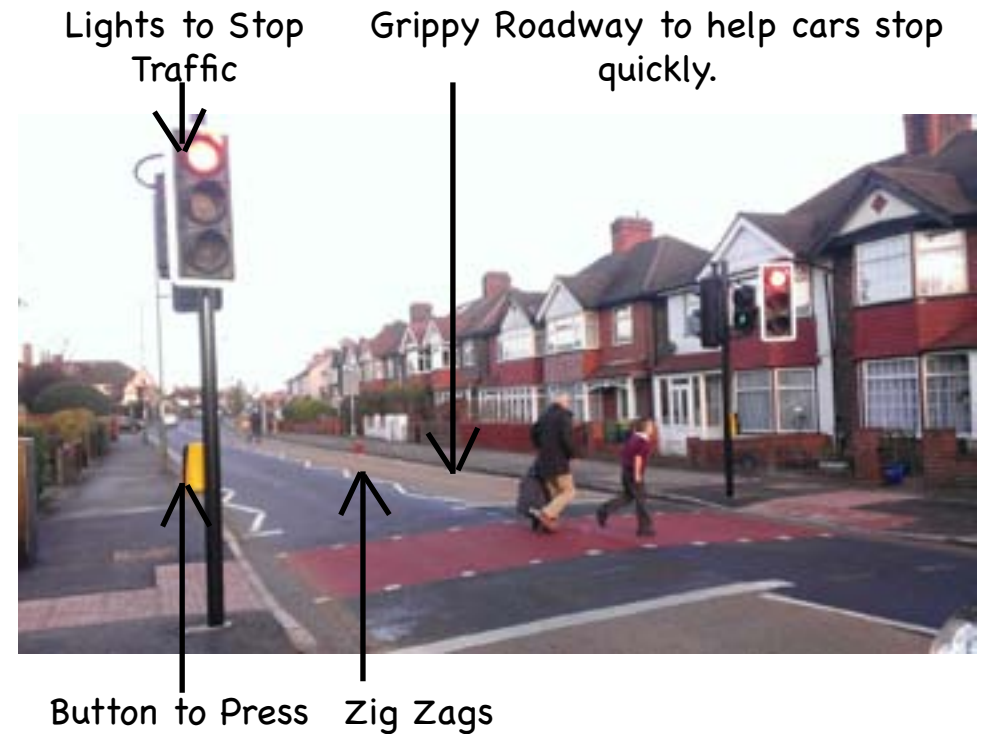 Lights to Stop
Traffic
Grippy Roadway to help cars stop
quickly.
Button to Press
Zig Zags